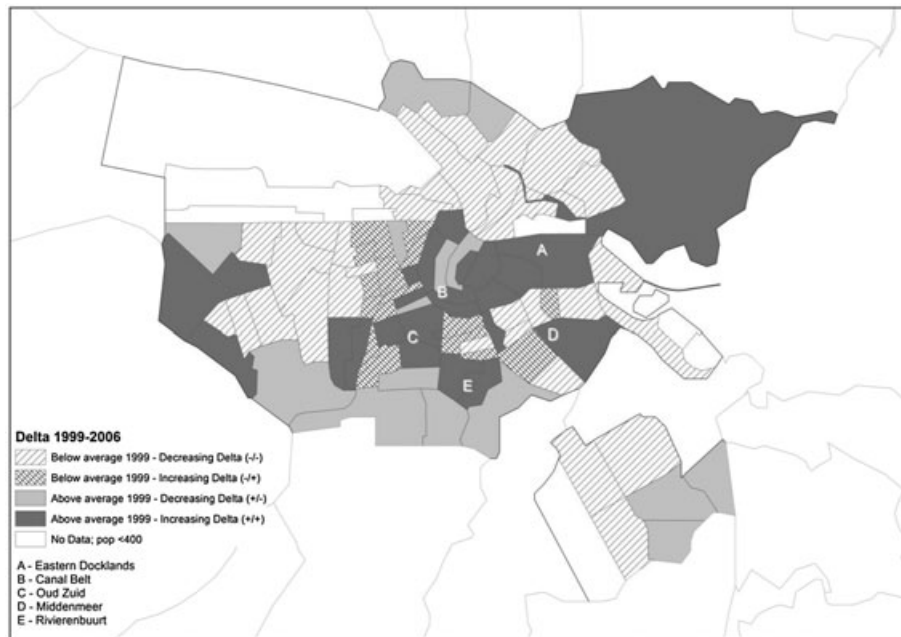 A
B
C
D
E
Delta 1999-2006
Below average 1999 - Decreasing Delta (-/-)
Below average 1999 - Increasing Delta (-/+)
Above average 1999 - Decreasing Delta (+/-)
Above average 1999 - Increasing Delta (+/+)
No Data; pop <400
A - Eastern Docklands
B - Canal Belt
C - Oud Zuid
D - Middenmeer
E - Rivierenbuurt